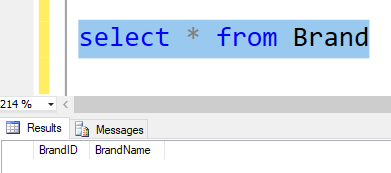 select * from Brand
214 %
Results Messages
BrandID BrandName